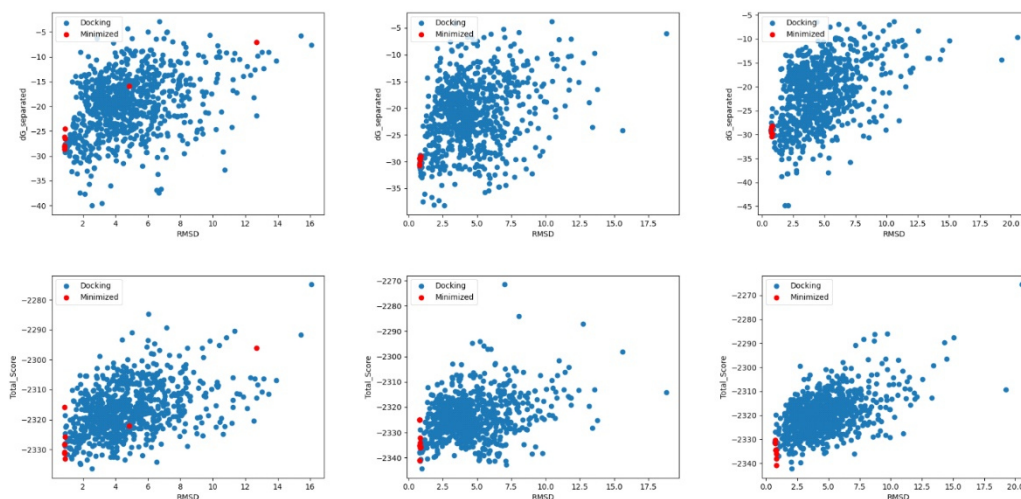 Docking
Minimized
−5
−10
−15
−20
−25
−30
−35
−40
dG_separated
2 4 6 8 10 12 14 16
RMSD
Docking
Minimized
−5
−10
−15
−20
−25
−30
−35
dG_separated
0.0 2.5 5.0 7.5 10.0 12.5 15.0 17.5
RMSD
Docking
Minimized
−5
−10
−15
−20
−25
−30
−35
−40
−45
dG_separated
0.0 2.5 5.0 7.5 10.0 12.5 15.0 17.5 20.0
RMSD
Docking
Minimized
−2280
−2290
−2300
−2310
−2320
−2330
Total_Score
2 4 6 8 10 12 14 16
RMSD
Docking
Minimized
−2270
−2280
−2290
−2300
−2310
−2320
−2330
−2340
Total_Score
0.0 2.5 5.0 7.5 10.0 12.5 15.0 17.5
RMSD
Docking
Minimized
−2270
−2280
−2290
−2300
−2310
−2320
−2330
−2340
Total_Score
0.0 2.5 5.0 7.5 10.0 12.5 15.0 17.5 20.0
RMSD